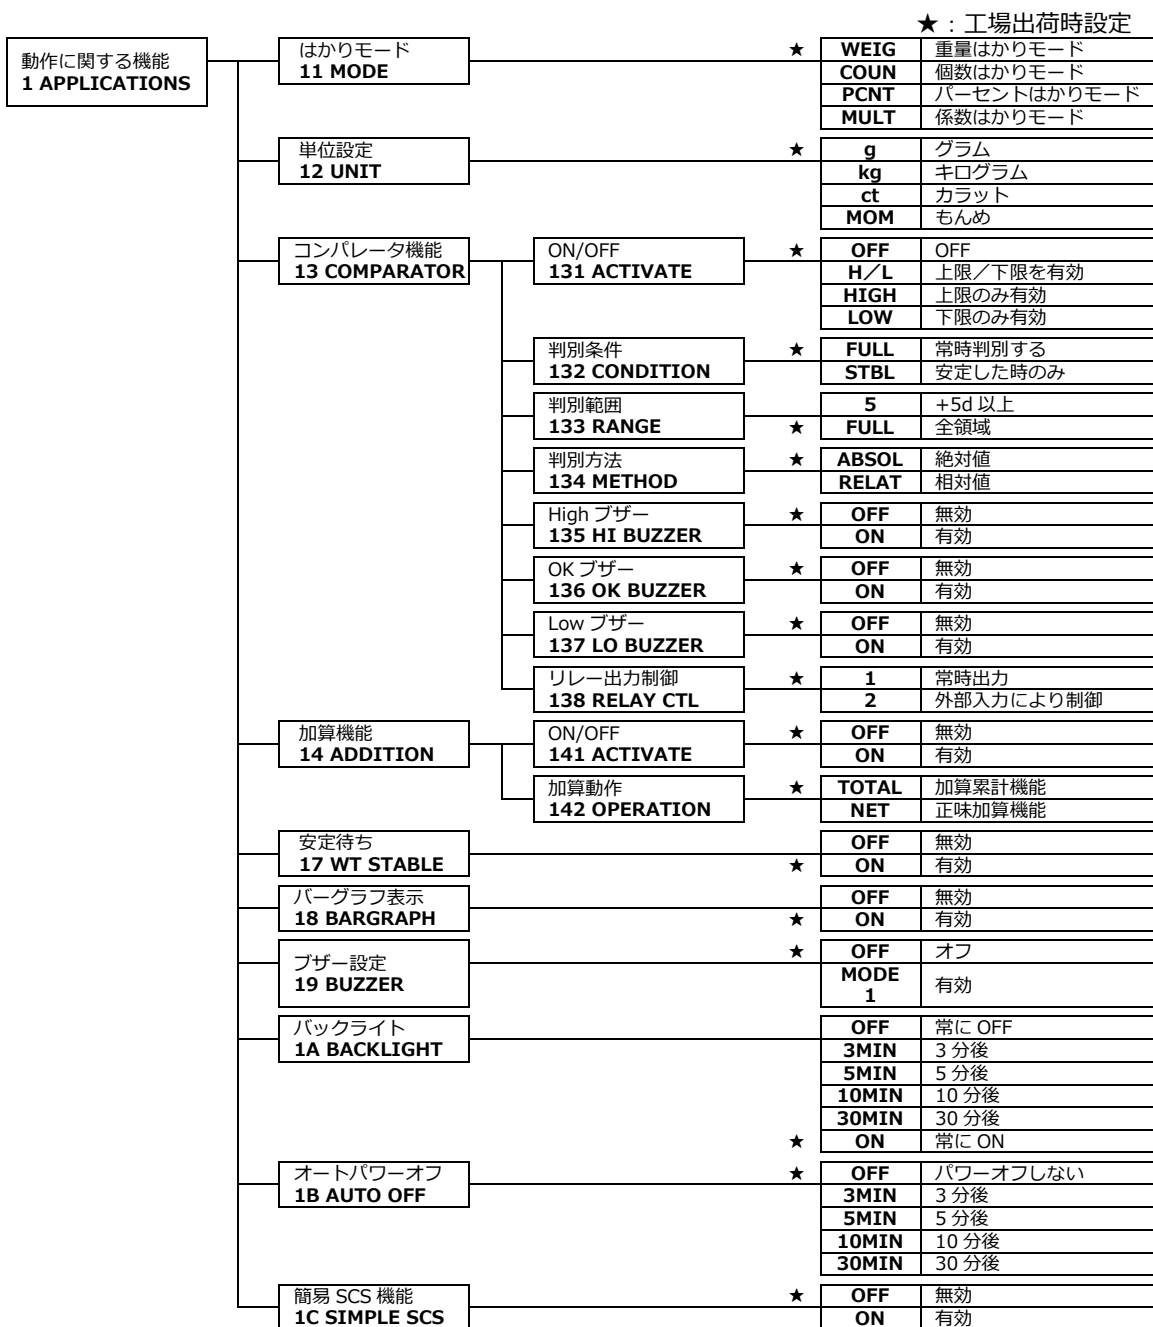 ★：工場出荷時設定
動作に関する機能
1 APPLICATIONS
はかりモード
11 MODE
★ WEIG 重量はかりモード
COUN 個数はかりモード
PCNT パーセントはかりモード
MULT 係数はかりモード
単位設定
12 UNIT
★ g グラム
kg キログラム
ct カラット
MOM もんめ
コンパレータ機能
13 COMPARATOR
ON/OFF
131 ACTIVATE
★ OFF OFF
H／L 上限／下限を有効
HIGH 上限のみ有効
LOW 下限のみ有効
判別条件
132 CONDITION
★ FULL 常時判別する
STBL 安定した時のみ
判別範囲
133 RANGE
5 +5d 以上
★ FULL 全領域
判別方法
134 METHOD
★ ABSOL 絶対値
RELAT 相対値
High ブザー
135 HI BUZZER
★ OFF 無効
ON 有効
OK ブザー
136 OK BUZZER
★ OFF 無効
ON 有効
Low ブザー
137 LO BUZZER
★ OFF 無効
ON 有効
リレー出力制御
138 RELAY CTL
★ 1 常時出力
2 外部入力により制御
加算機能
14 ADDITION
ON/OFF
141 ACTIVATE
★ OFF 無効
ON 有効
加算動作
142 OPERATION
★ TOTAL 加算累計機能
NET 正味加算機能
安定待ち
17 WT STABLE
OFF 無効
★ ON 有効
バーグラフ表示
18 BARGRAPH
OFF 無効
★ ON 有効
ブザー設定
19 BUZZER
★ OFF オフ
MODE
1 有効
バックライト
1A BACKLIGHT
OFF 常に OFF
3MIN 3 分後
5MIN 5 分後
10MIN 10 分後
30MIN 30 分後
★ ON 常に ON
オートパワーオフ
1B AUTO OFF
★ OFF パワーオフしない
3MIN 3 分後
5MIN 5 分後
10MIN 10 分後
30MIN 30 分後
簡易 SCS 機能
1C SIMPLE SCS
★ OFF 無効
ON 有効